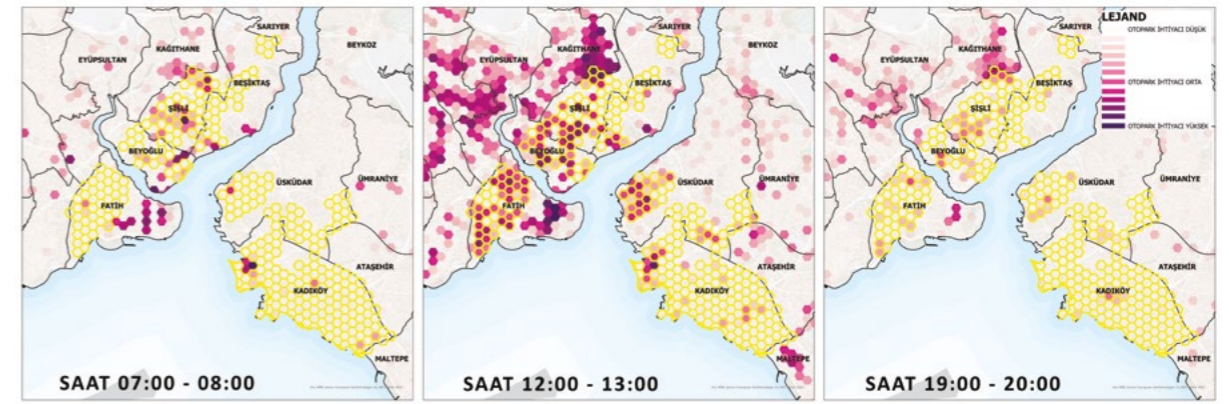 SARIYER
KAĞITHANE
BEYKOZ
EYÜPSULTAN
BEŞİKTAŞ
ŞİŞLİ
BEYOĞLU
ÜSKÜDAR
ÜMRANİYE
FATİH
ATAŞEHİR
KADIKÖY
MALTEPE
SAAT 07:00 - 08:00
SARIYER
KAĞITHANE
BEYKOZ
EYÜPSULTAN
BEŞİKTAŞ
ŞİŞLİ
BEYOĞLU
ÜSKÜDAR
ÜMRANİYE
FATİH
ATAŞEHİR
KADIKÖY
MALTEPE
SAAT 12:00 - 13:00
SARIYER
KAĞITHANE
EYÜPSULTAN
BEŞİKTAŞ
ŞİŞLİ
BEYOĞLU
ÜSKÜDAR
ÜMRANİYE
FATİH
ATAŞEHİR
KADIKÖY
MALTEPE
SAAT 19:00 - 20:00
LEJAND
OTOPARK İHTİYACI DÜŞÜK
OTOPARK İHTİYACI ORTA
OTOPARK İHTİYACI YÜKSEK